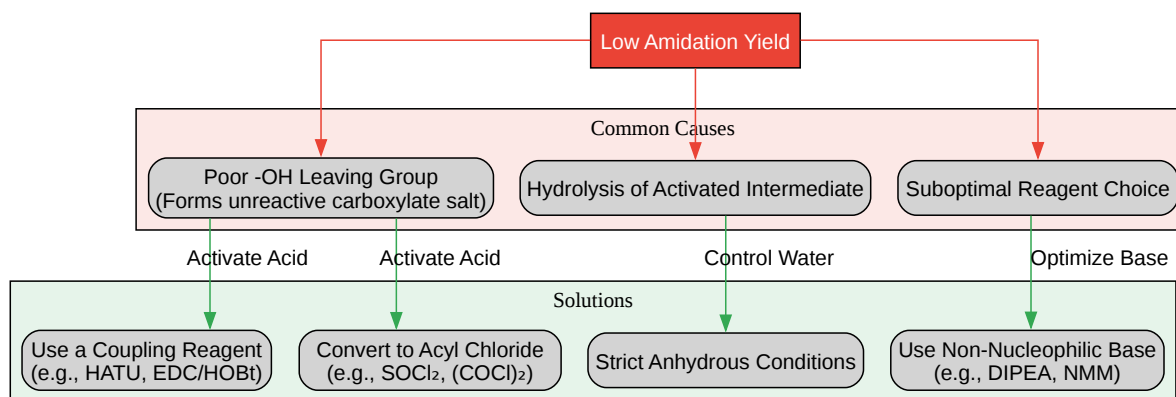 Low Amidation Yield
Common Causes
Poor -OH Leaving Group
(Forms unreactive carboxylate salt)
Hydrolysis of Activated Intermediate
Suboptimal Reagent Choice
Activate Acid
Activate Acid
Control Water
Optimize Base
Solutions
Use a Coupling Reagent
(e.g., HATU, EDC/HOBt)
Convert to Acyl Chloride
(e.g., SOCl₂, (COCl)₂)
Strict Anhydrous Conditions
Use Non-Nucleophilic Base
(e.g., DIPEA, NMM)